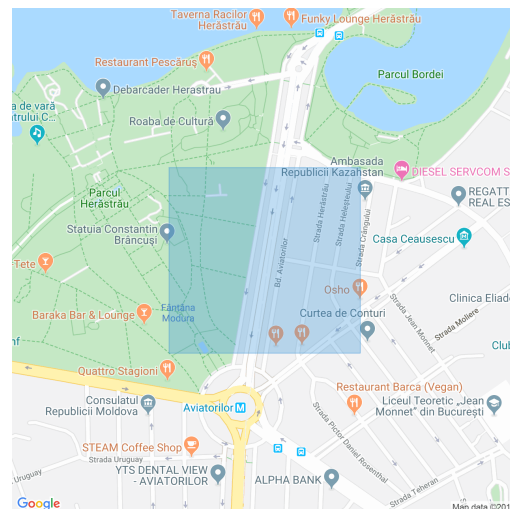 Taverna Racilor
Herăstrău
Funky Lounge Herăstrău
Restaurant Pescăruș
Parcul Bordei
Debarcader Herastrau
a de vară
atrului C...
Roaba de Cultură
Ambasada
Republicii Kazahstan
DIESEL SERVCOM S
REGATT
REAL ES
Parcul
Herăstrău
Strada Herăstrău
Strada Heleșteului
Strada Crângului
Statuia Constantin
Brâncuși
Casa Ceausescu
Bd. Aviatorilor
Tete
Osho
Clinica Eliade
Fântâna
Modura
Baraka Bar & Lounge
Curtea de Conturi
Strada Jean Monnet
Strada Moliere
nf
Club
Quattro Stagioni
Restaurant Barca (Vegan)
Consulatul
Republicii Moldova
Aviatorilor
M
Liceul Teoretic „Jean
Monnet” din București
Strada Pictor Daniel Rosenthal
STEAM Coffee Shop
Strada Uruguay
Uruguay
YTS DENTAL VIEW
- AVIATORILOR
ALPHA BANK
Strada Teheran
Google
Map data ©201